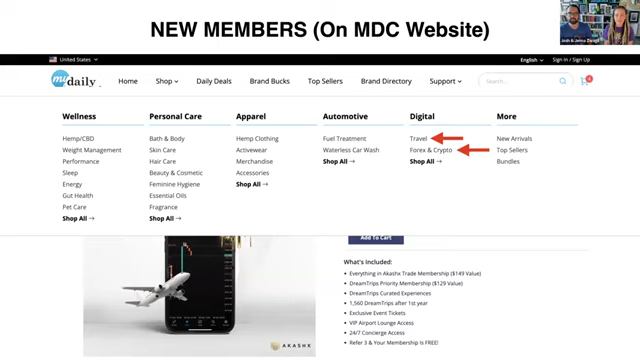 NEW MEMBERS (On MDC Website)
United States
English
Sign in / Sign Up
my daily
Home
Shop
Daily Deals
Brand Bucks
Top Sellers
Brand Directory
Support
Search...
4
Wellness
Hemp/CBD
Weight Management
Performance
Sleep
Energy
Gut Health
Pet Care
Shop All →
Personal Care
Bath & Body
Skin Care
Hair Care
Beauty & Cosmetic
Feminine Hygiene
Essential Oils
Fragrance
Shop All →
Apparel
Hemp Clothing
Activewear
Merchandise
Accessories
Shop All →
Automotive
Fuel Treatment
Waterless Car Wash
Shop All →
Digital
Travel
Forex & Crypto
Shop All →
More
New Arrivals
Top Sellers
Bundles
Add To Cart
What's Included:
• Everything in Akashx Trade Membership ($149 Value)
• DreamTrips Priority Membership ($129 Value)
• DreamTrips Curated Experiences
• 1,560 DreamTrips after 1st year
• Exclusive Event Tickets
• VIP Airport Lounge Access
• 24/7 Concierge Access
• Refer 3 & Your Membership is FREE!
AKASHX